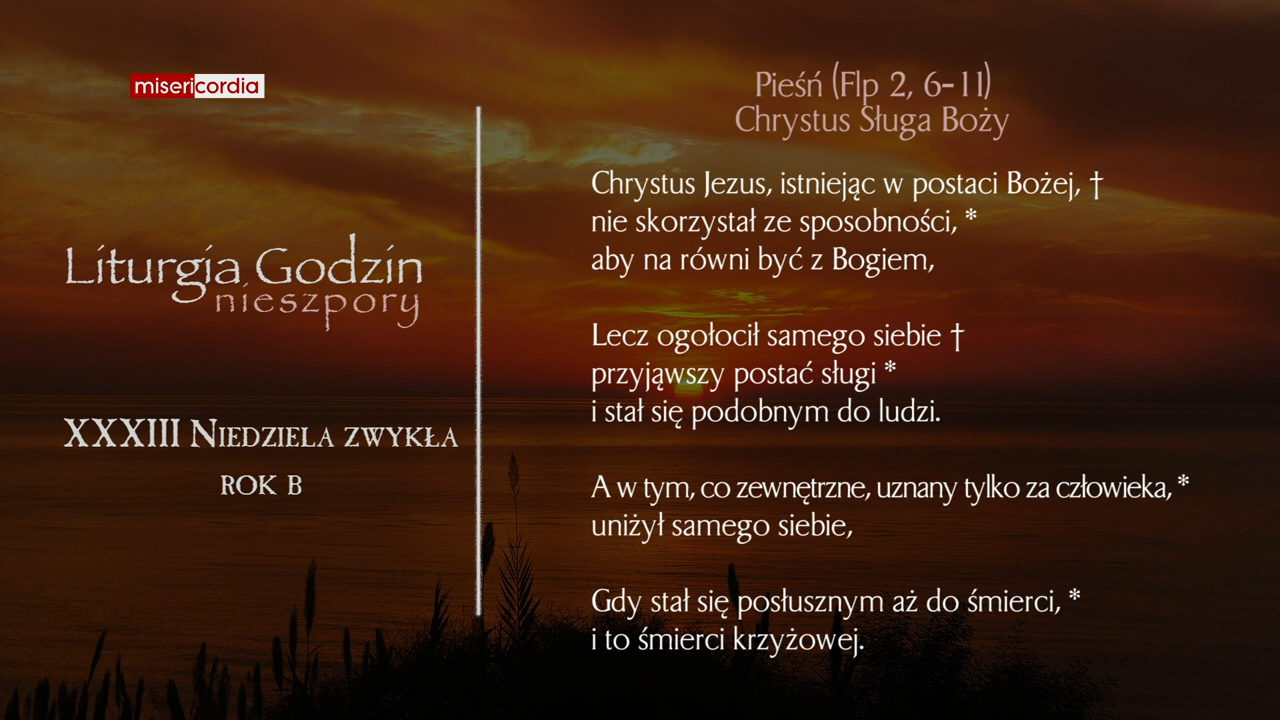 misericordia
Liturgia Godzin
nieszpory
XXXIII Niedziela zwykła
rok B
Pieśń (Flp 2, 6-11)
Chrystus Sługa Boży
Chrystus Jezus, istniejąc w postaci Bożej, †
nie skorzystał ze sposobności, *
aby na równi być z Bogiem,
Lecz ogołocił samego siebie †
przyjąwszy postać sługi *
i stał się podobnym do ludzi.
A w tym, co zewnętrzne, uznany tylko za człowieka, *
uniżył samego siebie,
Gdy stał się posłusznym aż do śmierci, *
i to śmierci krzyżowej.